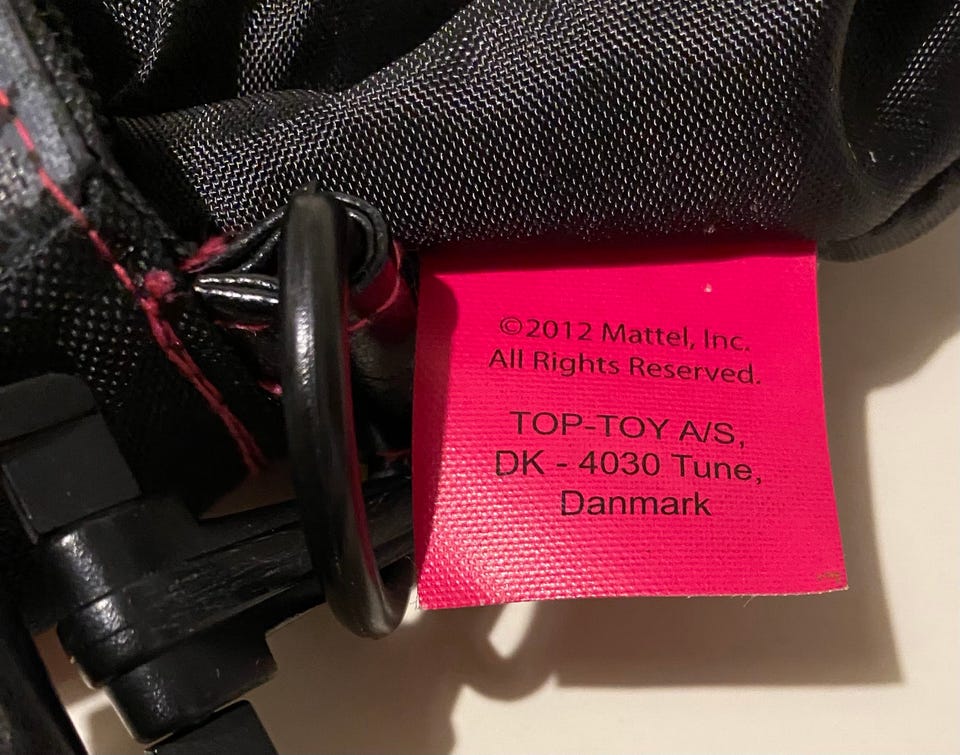 ©2012 Mattel, Inc.
All Rights Reserved.
TOP-TOY A/S,
DK - 4030 Tune,
Danmark